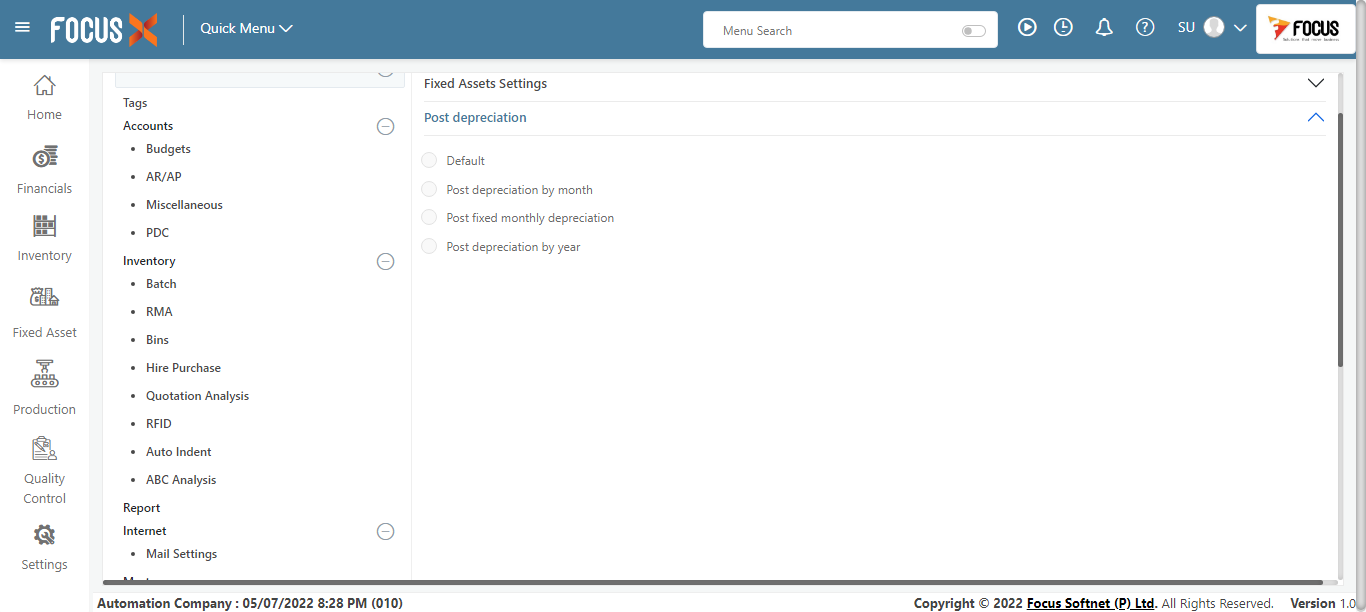 FOCUS X
Quick Menu
Menu Search
SU
FOCUS
Home
Financials
Inventory
Fixed Asset
Production
Quality
Control
Settings
Tags
Accounts
Budgets
AR/AP
Miscellaneous
PDC
Inventory
Batch
RMA
Bins
Hire Purchase
Quotation Analysis
RFID
Auto Indent
ABC Analysis
Report
Internet
Mail Settings
Fixed Assets Settings
Post depreciation
Default
Post depreciation by month
Post fixed monthly depreciation
Post depreciation by year
Automation Company : 05/07/2022 8:28 PM (010)
Copyright © 2022 Focus Softnet (P) Ltd. All Rights Reserved. Version 1.0